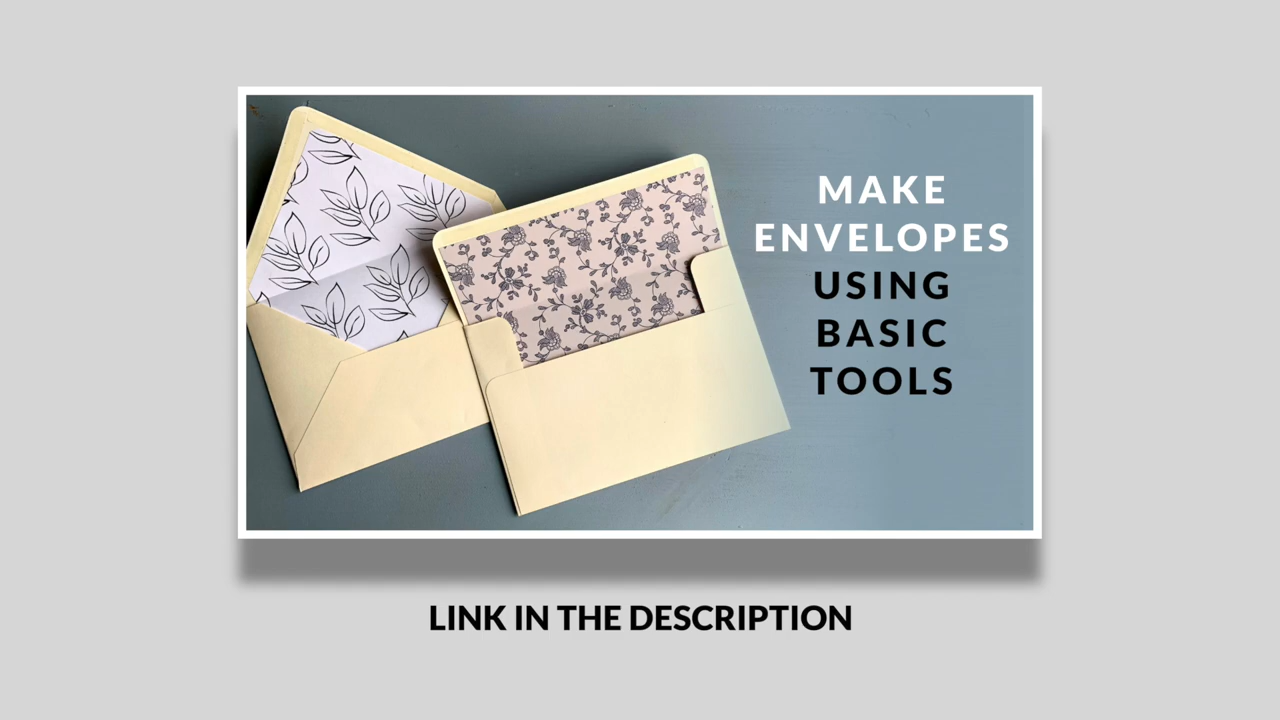 MAKE
ENVELOPES
USING
BASIC
TOOLS
LINK IN THE DESCRIPTION